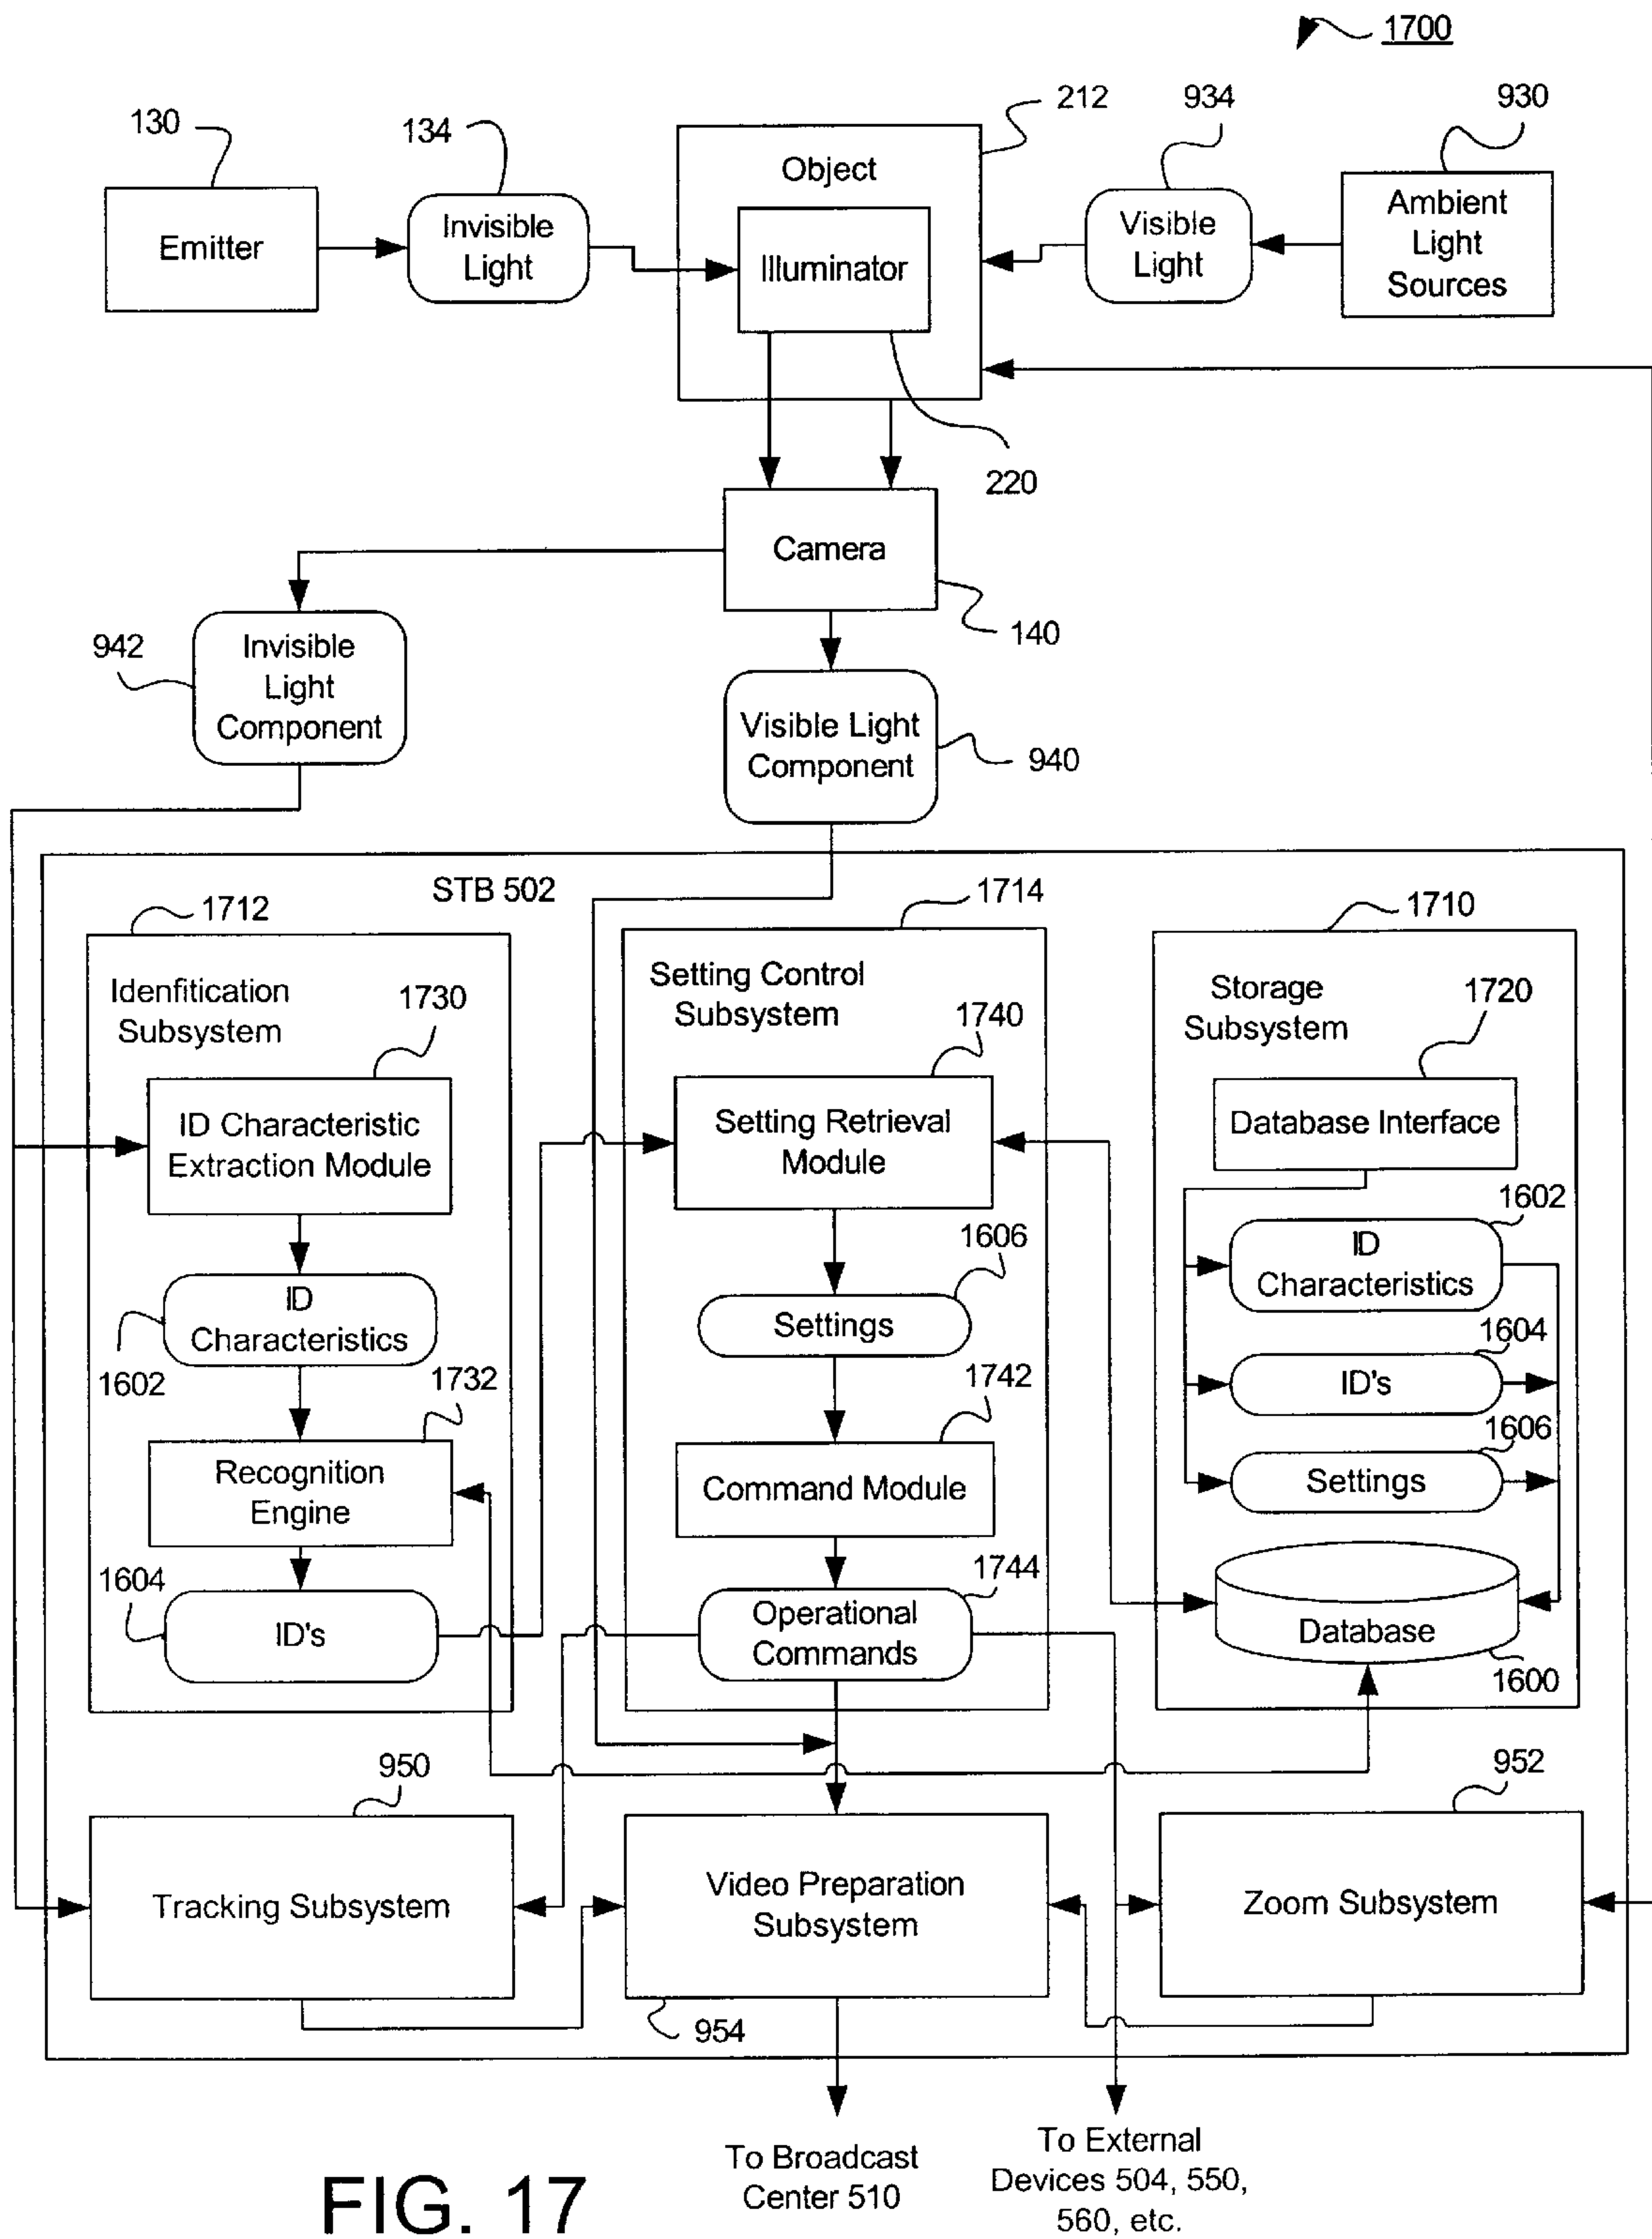 1700
130
134
212
934
930
Object
Emitter
Invisible
Light
Illuminator
Visible
Light
Ambient
Light
Sources
220
Camera
140
942
Invisible
Light
Component
Visible Light
Component
940
STB 502
1712
1714
1710
Idenfitication
Subsystem
1730
Setting Control
Subsystem
1740
Storage
Subsystem
1720
ID Characteristic
Extraction Module
Setting Retrieval
Module
Database Interface
1602
ID
Characteristics
1606
ID
Characteristics
Settings
1604
ID's
1602
1732
1742
1606
Recognition
Engine
Command Module
Settings
1604
1744
ID's
Operational
Commands
Database
1600
950
952
Tracking Subsystem
Video Preparation
Subsystem
Zoom Subsystem
954
To Broadcast
Center 510
To External
Devices 504, 550,
560, etc.
FIG. 17